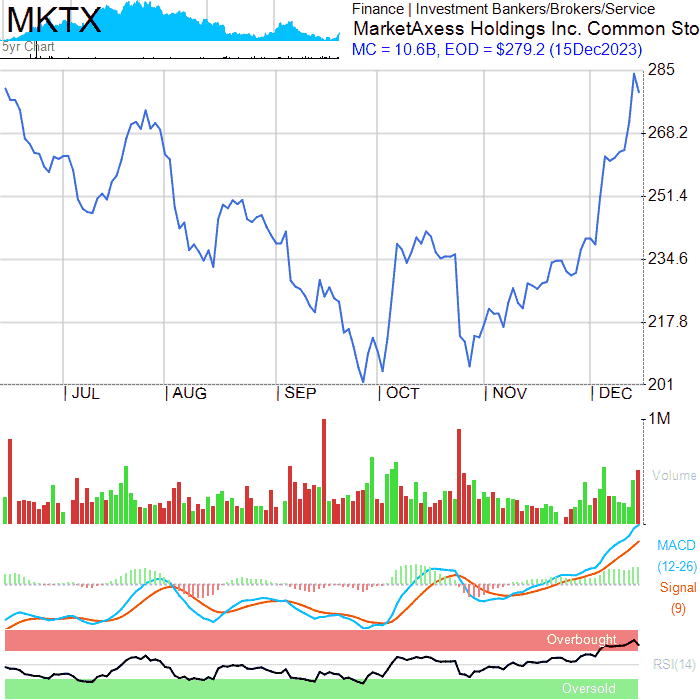 MKTX
5yr Chart
Finance | Investment Bankers/Brokers/Service
MarketAxess Holdings Inc. Common Sto
MC = 10.6B, EOD = $279.2 (15Dec2023)
285
268.2
251.4
234.6
217.8
201
JUL
AUG
SEP
OCT
NOV
DEC
1M
Volume
MACD
(12-26)
Signal
(9)
Overbought
RSI(14)
Oversold